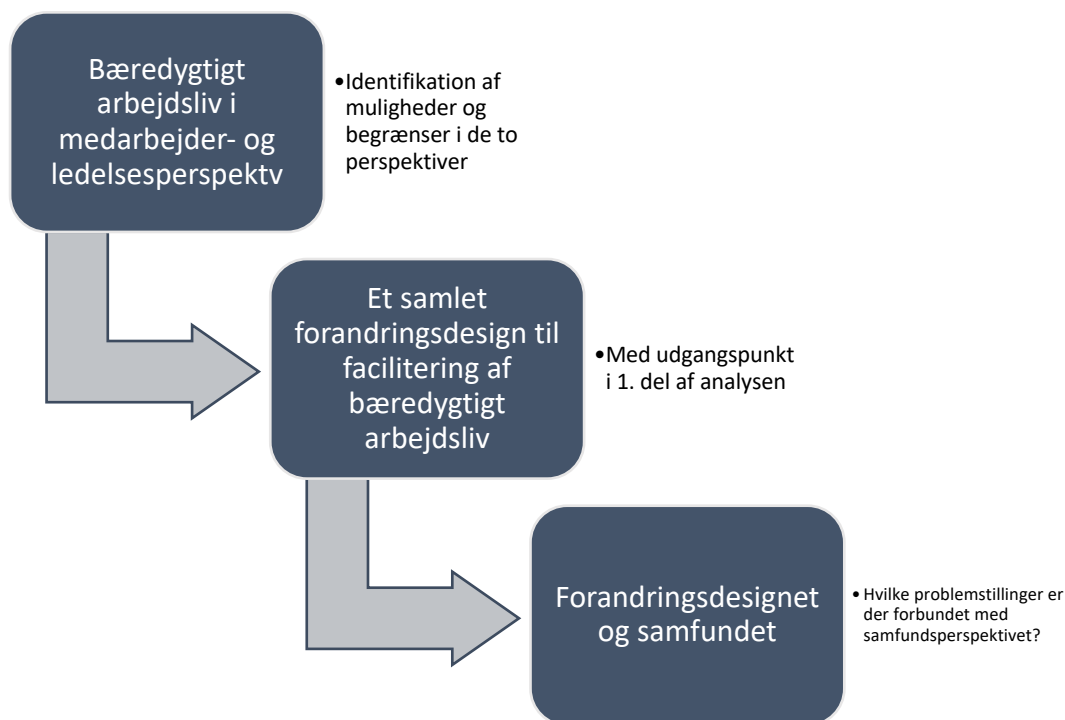 Bæredygtigt
arbejdsliv i
medarbejder- og
ledelsesperspektv
•Identifikation af
muligheder og
begrænser i de to
perspektiver
Et samlet
forandringsdesign til
facilitering af
bæredygtigt
arbejdsliv
•Med udgangspunkt
i 1. del af analysen
Forandringsdesignet
og samfundet
• Hvilke problemstillinger er
der forbundet med
samfundsperspektivet?